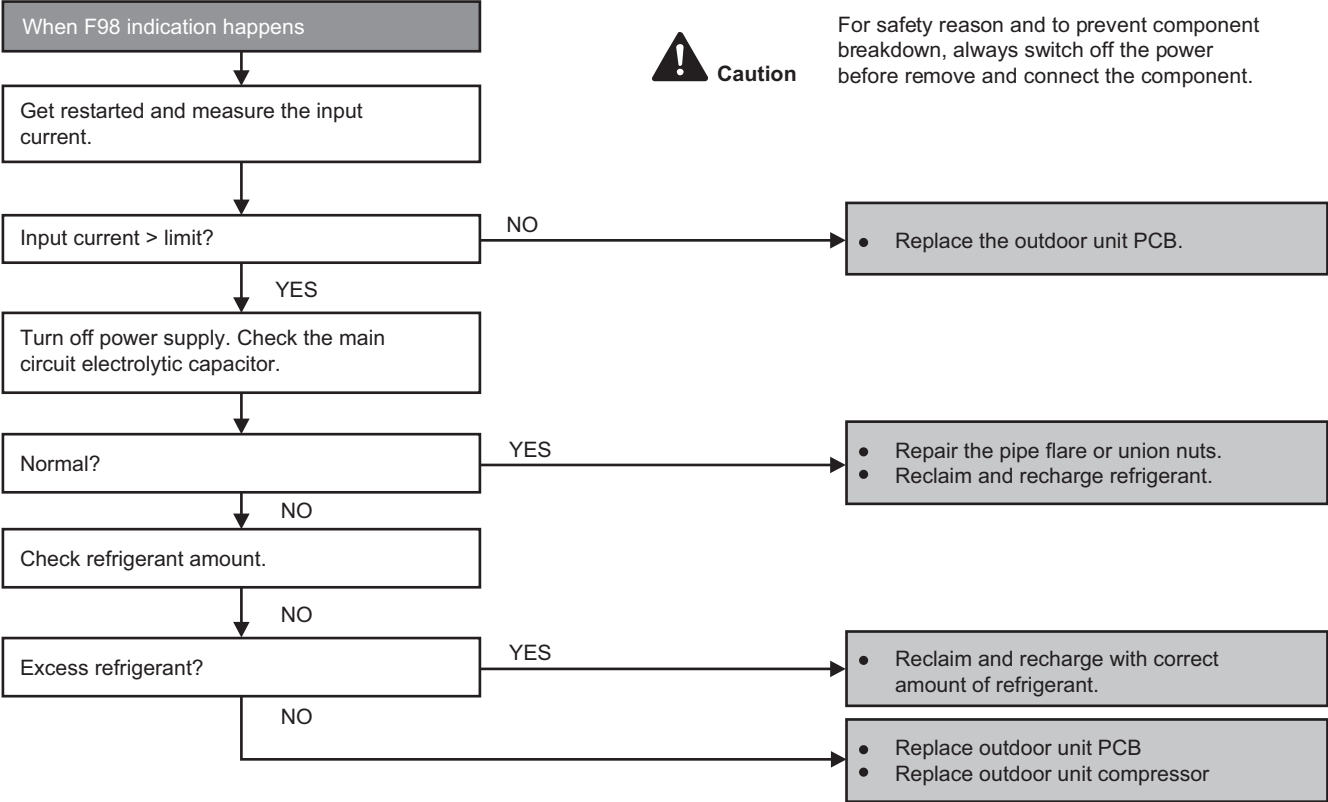 When F98 indication happens
For safety reason and to prevent component
breakdown, always switch off the power
before remove and connect the component.
Caution
Get restarted and measure the input
current.
Input current > limit?
NO
• Replace the outdoor unit PCB.
YES
Turn off power supply. Check the main
circuit electrolytic capacitor.
Normal?
YES
• Repair the pipe flare or union nuts.
• Reclaim and recharge refrigerant.
NO
Check refrigerant amount.
NO
Excess refrigerant?
YES
• Reclaim and recharge with correct
amount of refrigerant.
NO
• Replace outdoor unit PCB
• Replace outdoor unit compressor